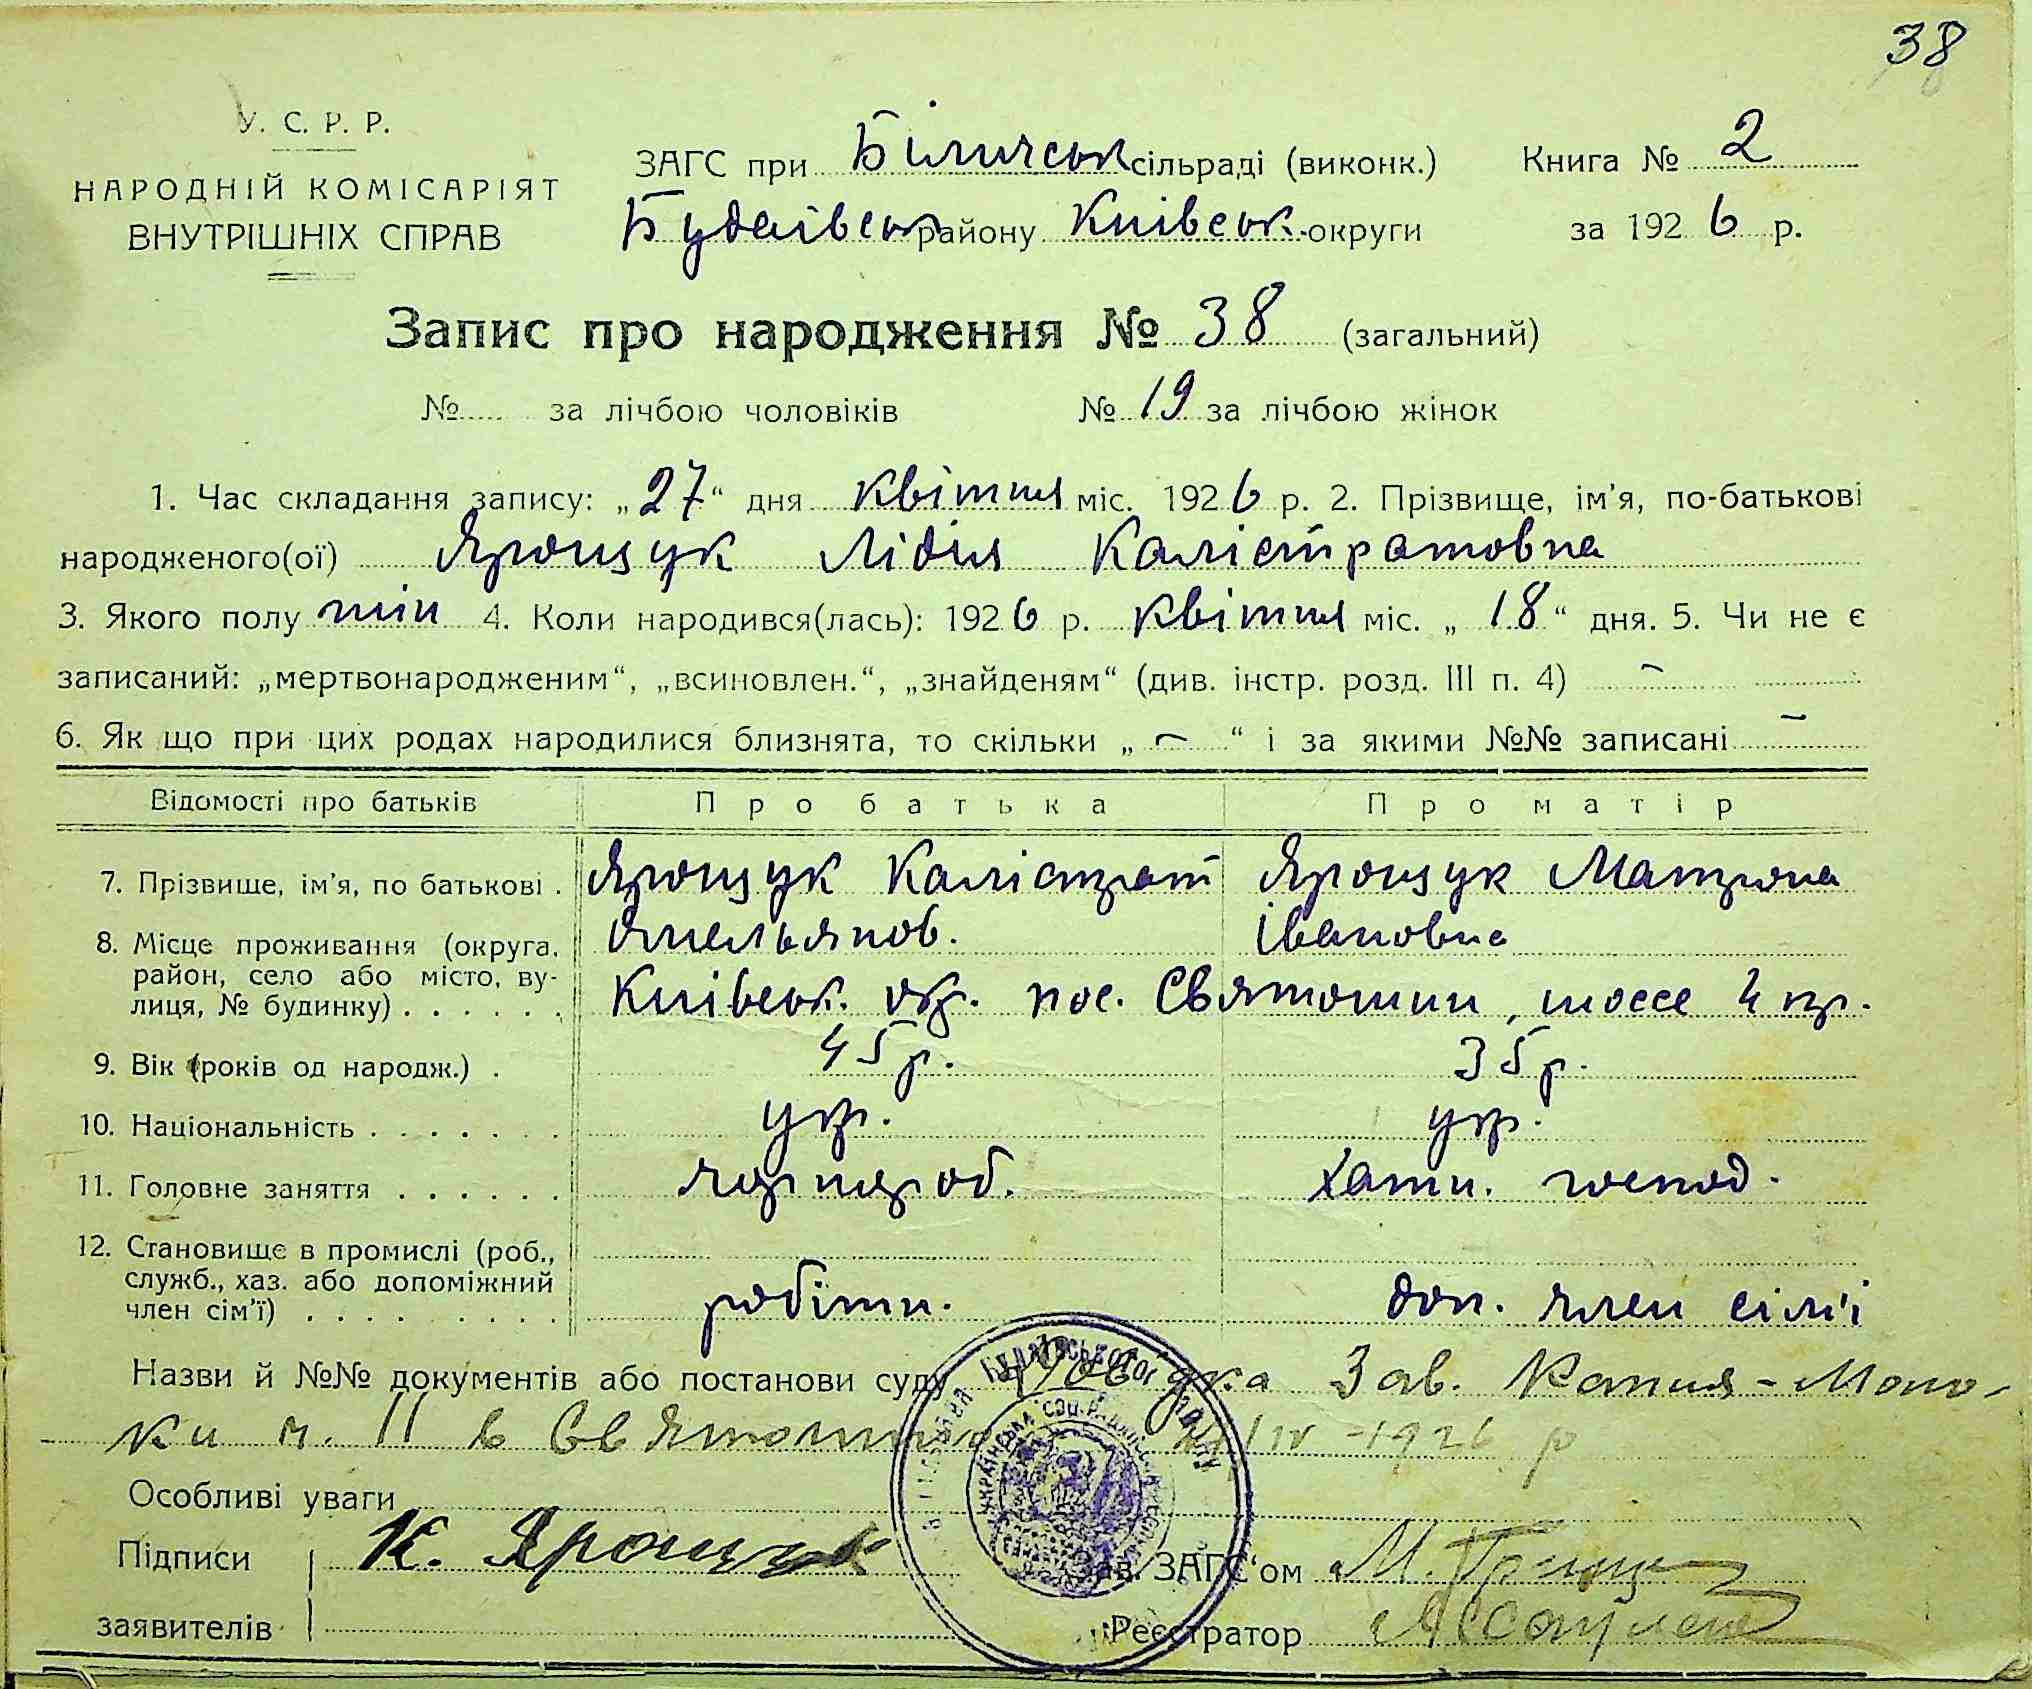 38
У. С. Р. Р.
НАРОДНІЙ КОМІСАРІЯТ
ВНУТРІШНІХ СПРАВ
ЗАГС при Біличськ сільраді (виконк.)
Будаївськ району Київськ. округи
Книга № 2
за 1926 р.
Запис про народження № 38 (загальний)
№ за лічбою чоловіків № 19 за лічбою жінок
1. Час складання запису: „27“ дня квітня міс. 1926 р. 2. Прізвище, ім'я, по-батькові
народженого(ої) Ярощук Лідія Калістратовна
3. Якого полу жін 4. Коли народився(лась): 1926 р. квітня міс. „18“ дня. 5. Чи не є
записаний: „мертвонародженим“, „всиновлен.“, „знайденям“ (див. інстр. розд. III п. 4) —
6. Як що при цих родах народилися близнята, то скільки „—“ і за якими №№ записані —
Відомості про батьків Про батька Про матір
7. Прізвище, ім'я, по батькові . Ярощук Калістрат Ярощук Матрона
Омельянов. Івановна
8. Місце проживання (округа, район, село або місто, вулиця, № будинку) . . . . . . Київськ. окр. пос. Святошин, шоссе 4 пр.
9. Вік (років од народж.) . 45 р. 35 р.
10. Національність . . . . . . . укр. укр.
11. Головне заняття . . . . . . чорнороб. хатн. господ.
12. Становище в промислі (роб., служб., хаз. або допоміжний член сім'ї) . . . . . . . . . робітн. доп. член сім'ї
Назви й №№ документів або постанови суду Довідка Зав.
ки ч. 11 в Святошин IV-1926 р
Особливі уваги
Підписи К. Ярощук Зав. ЗАГС'ом М.
заявителів Реєстратор